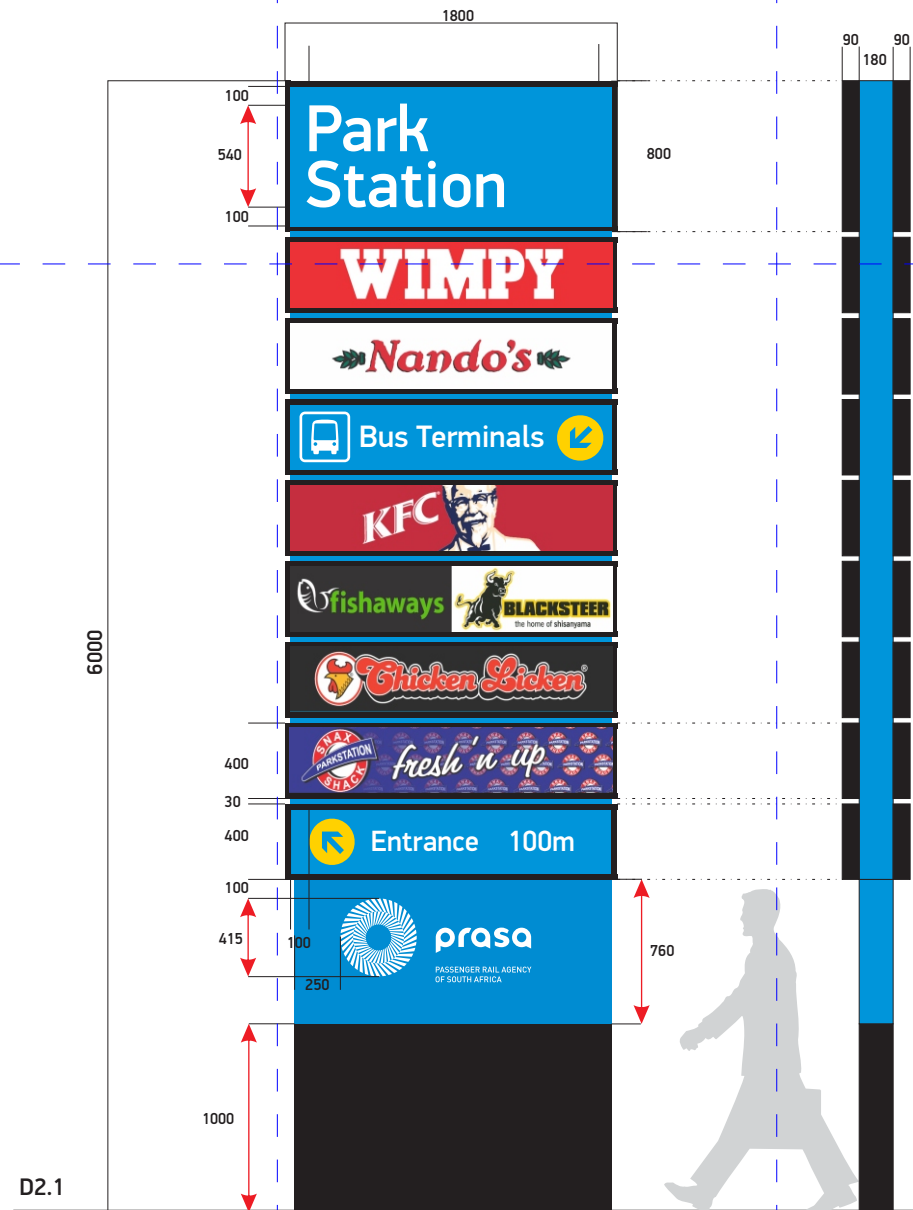 1800
90
90
180
100
540
100
800
Park
Station
WIMPY
Nando's
Bus Terminals
KFC
fishaways
BLACKSTEER
the home of shisanyama
Chicken Licken®
6000
400
30
400
SNAX
PARKSTATION
SHACK
fresh 'n up
Entrance 100m
100
415
100
250
prasa
PASSENGER RAIL AGENCY
OF SOUTH AFRICA
760
1000
D2.1